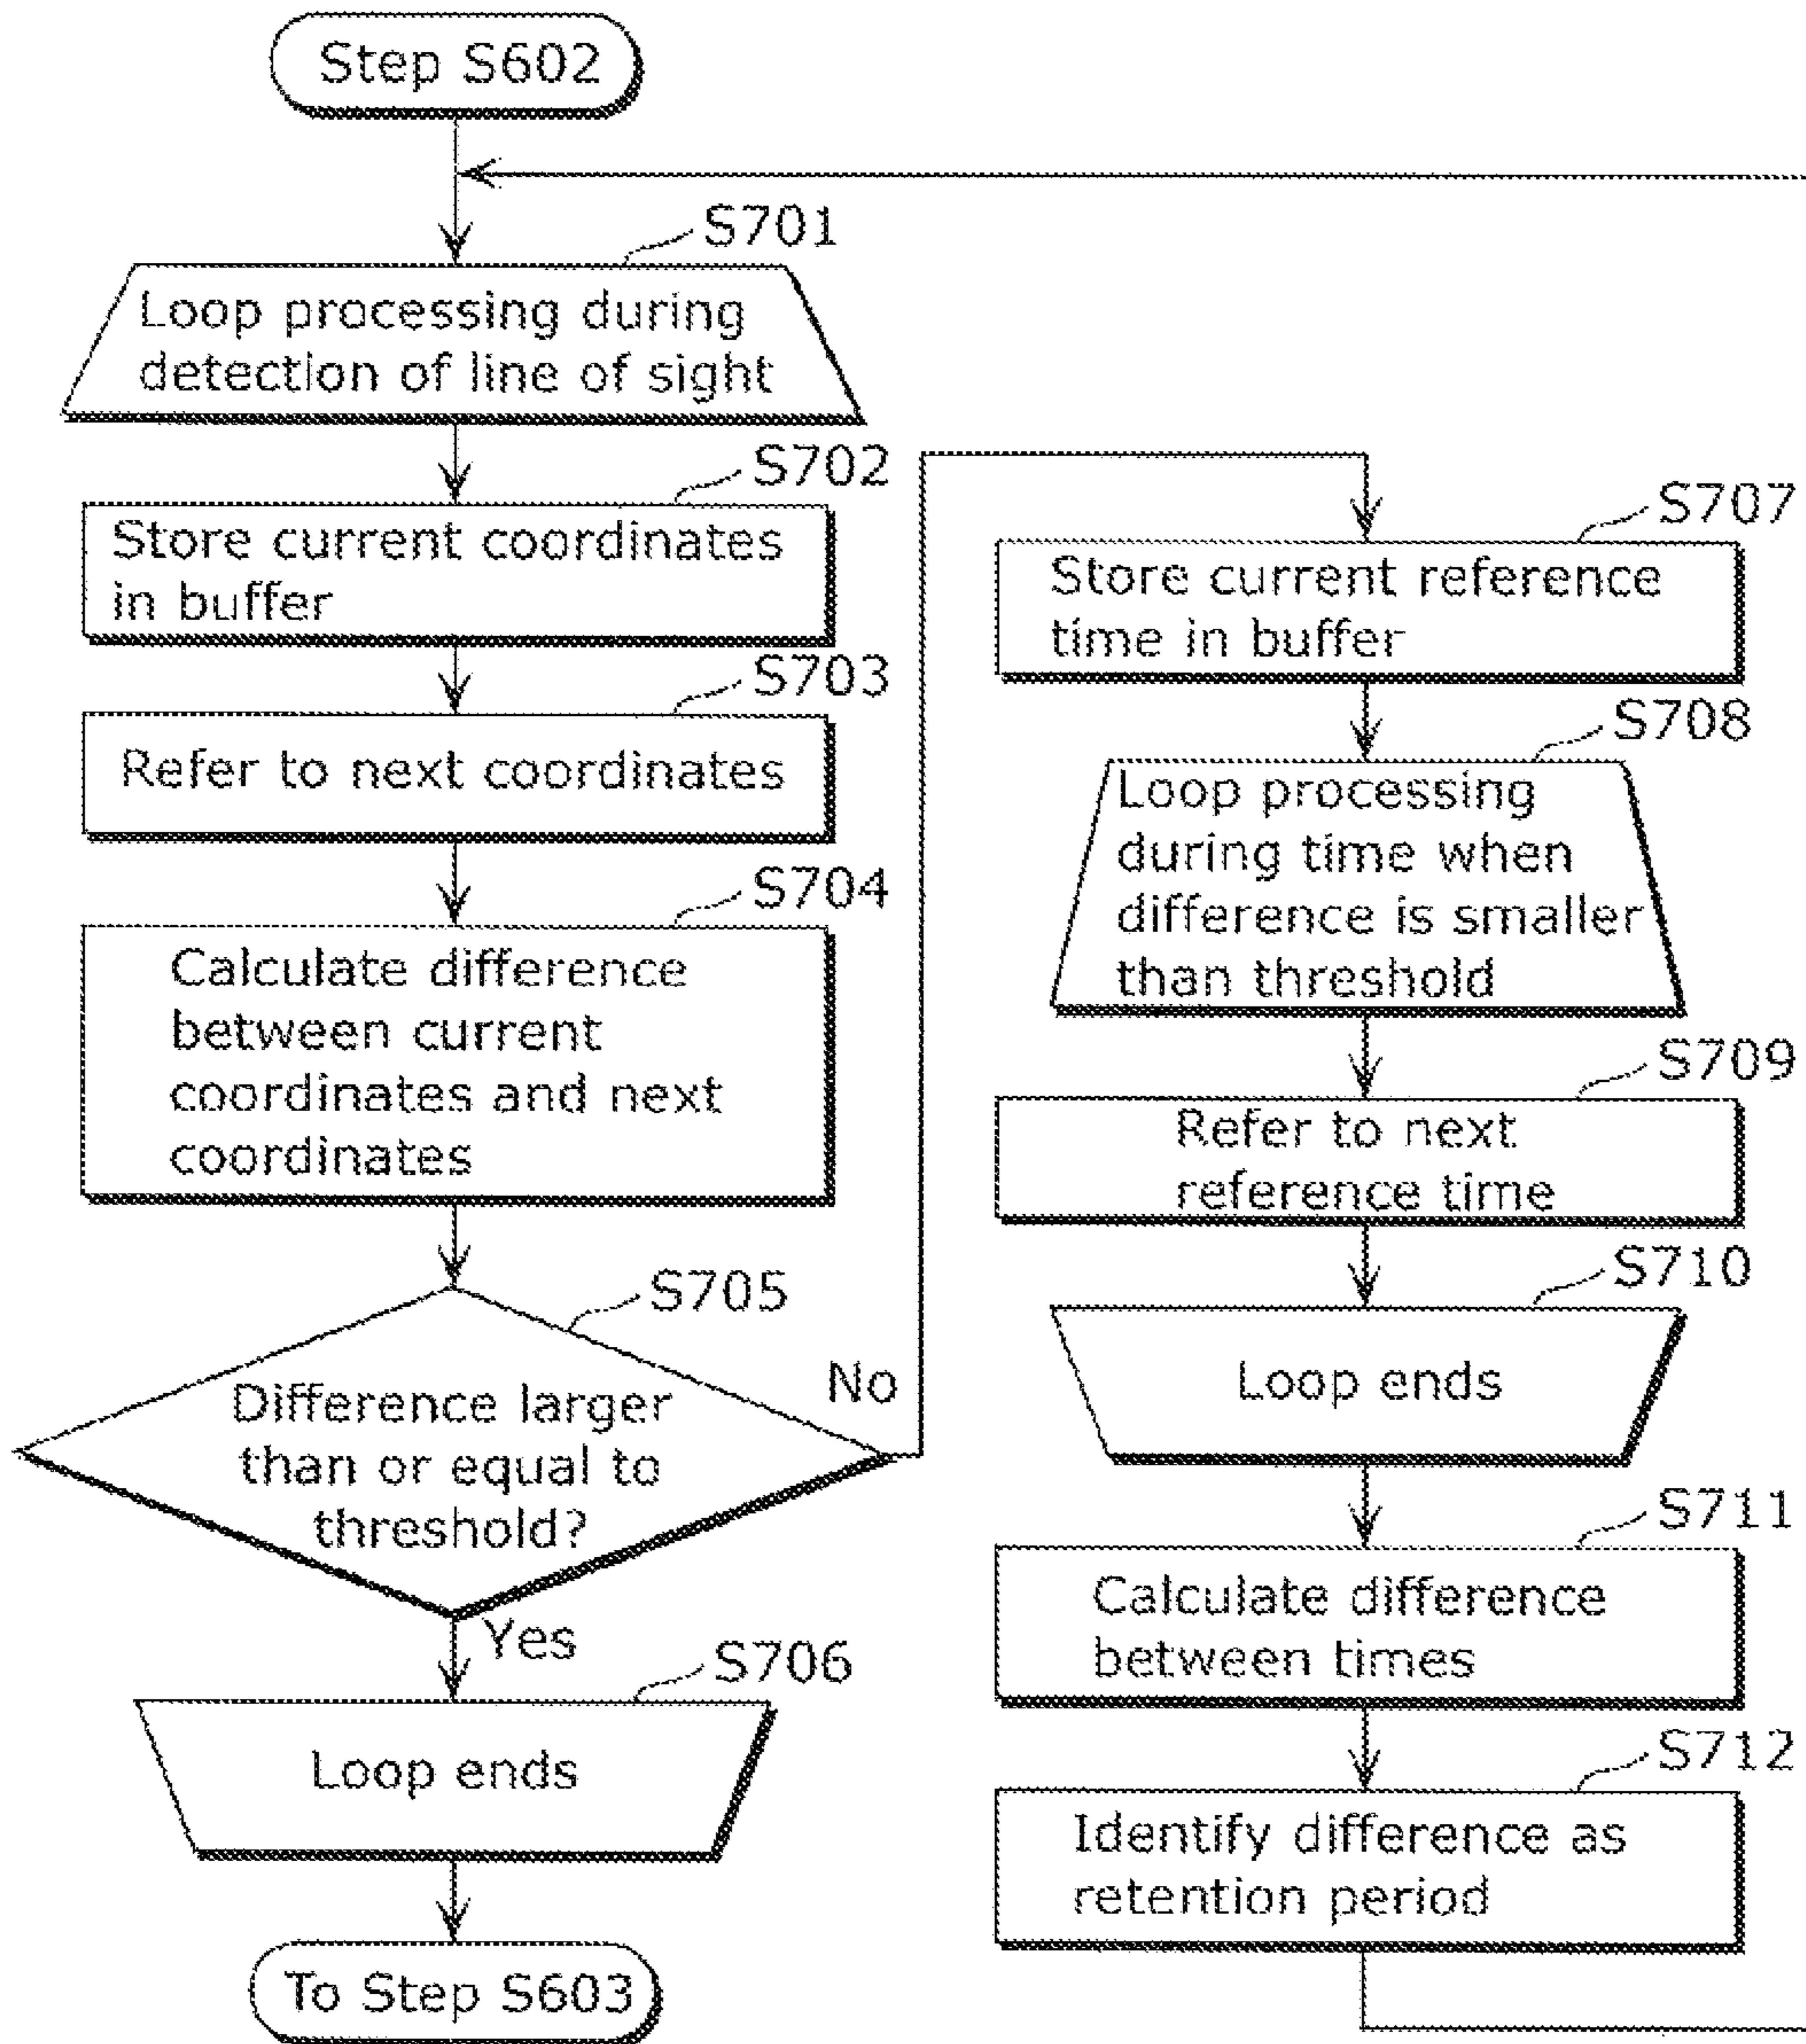 Step S602
S701
Loop processing during
detection of line of sight
S702
Store current coordinates
in buffer
S703
Refer to next coordinates
S704
Calculate difference
between current
coordinates and next
coordinates
S705
Difference larger
than or equal to
threshold?
No
Yes
S706
Loop ends
To Step S603
S707
Store current reference
time in buffer
S708
Loop processing
during time when
difference is smaller
than threshold
S709
Refer to next
reference time
S710
Loop ends
S711
Calculate difference
between times
S712
Identify difference as
retention period